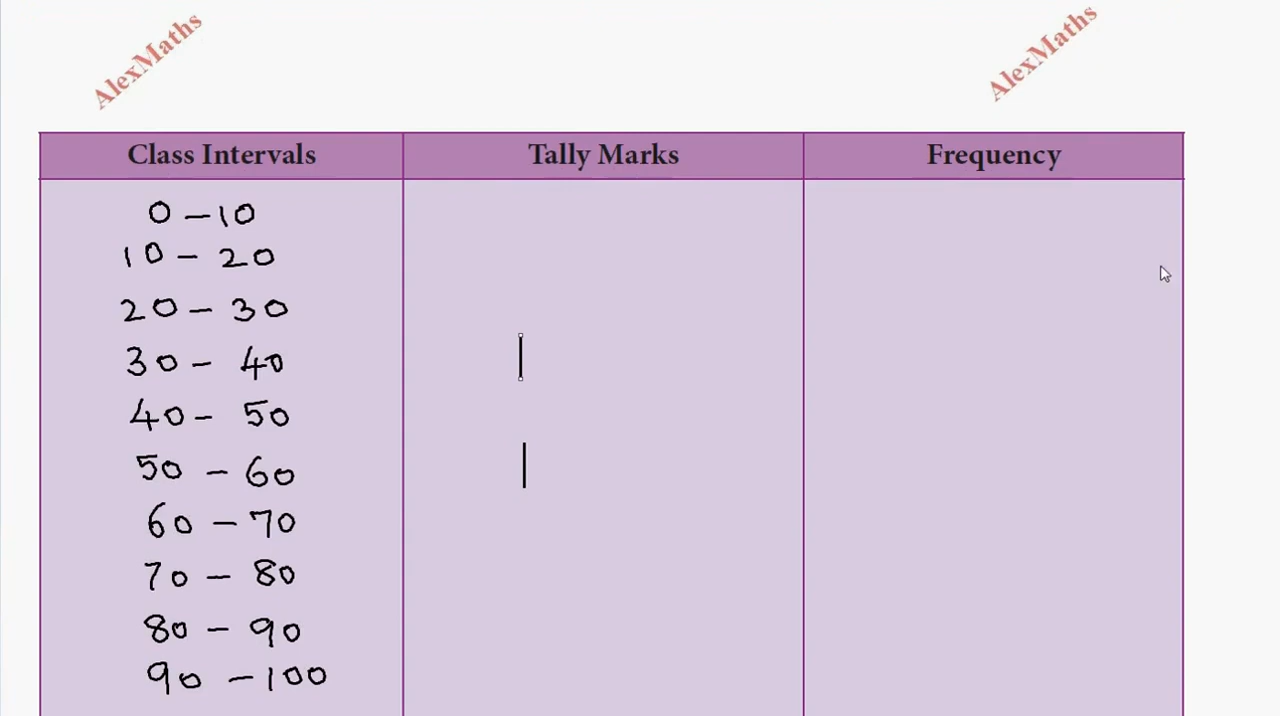 AlexMaths AlexMaths
Class Intervals Tally Marks Frequency
0 – 10
10 – 20
20 – 30
30 – 40
40 – 50
50 – 60
60 – 70
70 – 80
80 – 90
90 – 100